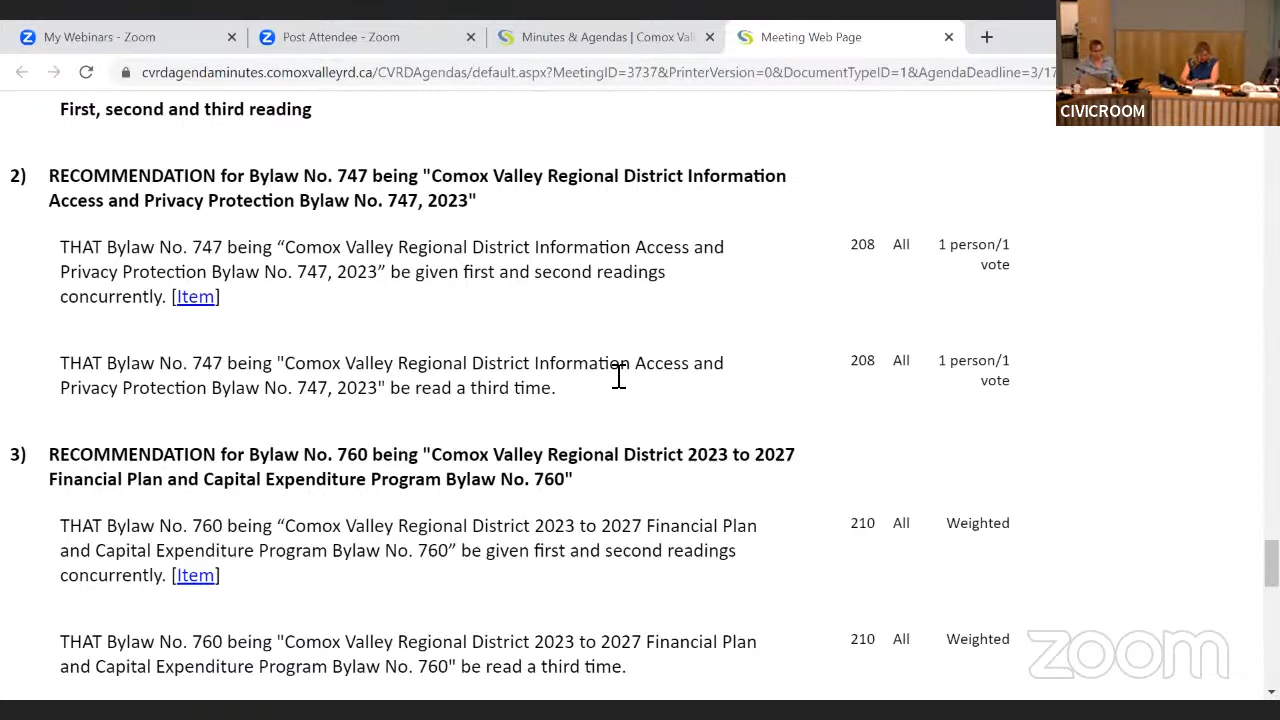 My Webinars - Zoom
Post Attendee - Zoom
Minutes & Agendas | Comox Val
Meeting Web Page
cvrdagendaminutes.comoxvalleyrd.ca/CVRDAgendas/default.aspx?MeetingID=3737&PrinterVersion=0&DocumentTypeID=1&AgendaDeadline=3/17
CIVICROOM
First, second and third reading
2) RECOMMENDATION for Bylaw No. 747 being "Comox Valley Regional District Information
Access and Privacy Protection Bylaw No. 747, 2023"
THAT Bylaw No. 747 being “Comox Valley Regional District Information Access and 208 All 1 person/1
Privacy Protection Bylaw No. 747, 2023” be given first and second readings vote
concurrently. [Item]
THAT Bylaw No. 747 being "Comox Valley Regional District Information Access and 208 All 1 person/1
Privacy Protection Bylaw No. 747, 2023" be read a third time. vote
3) RECOMMENDATION for Bylaw No. 760 being "Comox Valley Regional District 2023 to 2027
Financial Plan and Capital Expenditure Program Bylaw No. 760"
THAT Bylaw No. 760 being “Comox Valley Regional District 2023 to 2027 Financial Plan 210 All Weighted
and Capital Expenditure Program Bylaw No. 760” be given first and second readings
concurrently. [Item]
THAT Bylaw No. 760 being "Comox Valley Regional District 2023 to 2027 Financial Plan 210 All Weighted
and Capital Expenditure Program Bylaw No. 760" be read a third time.
zoom